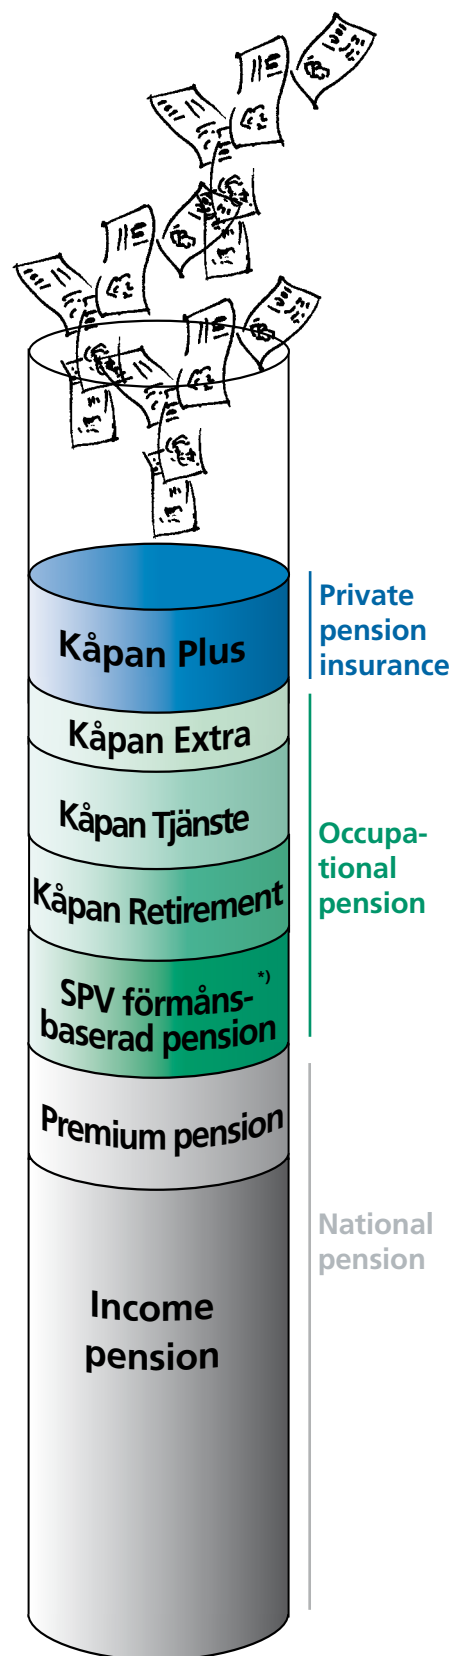 Kåpan Plus
Private
pension
insurance
Kåpan Extra
Kåpan Tjänste
Kåpan Retirement
SPV förmåns- *)
baserad pension
Occupa-
tional
pension
Premium pension
Income
pension
National
pension